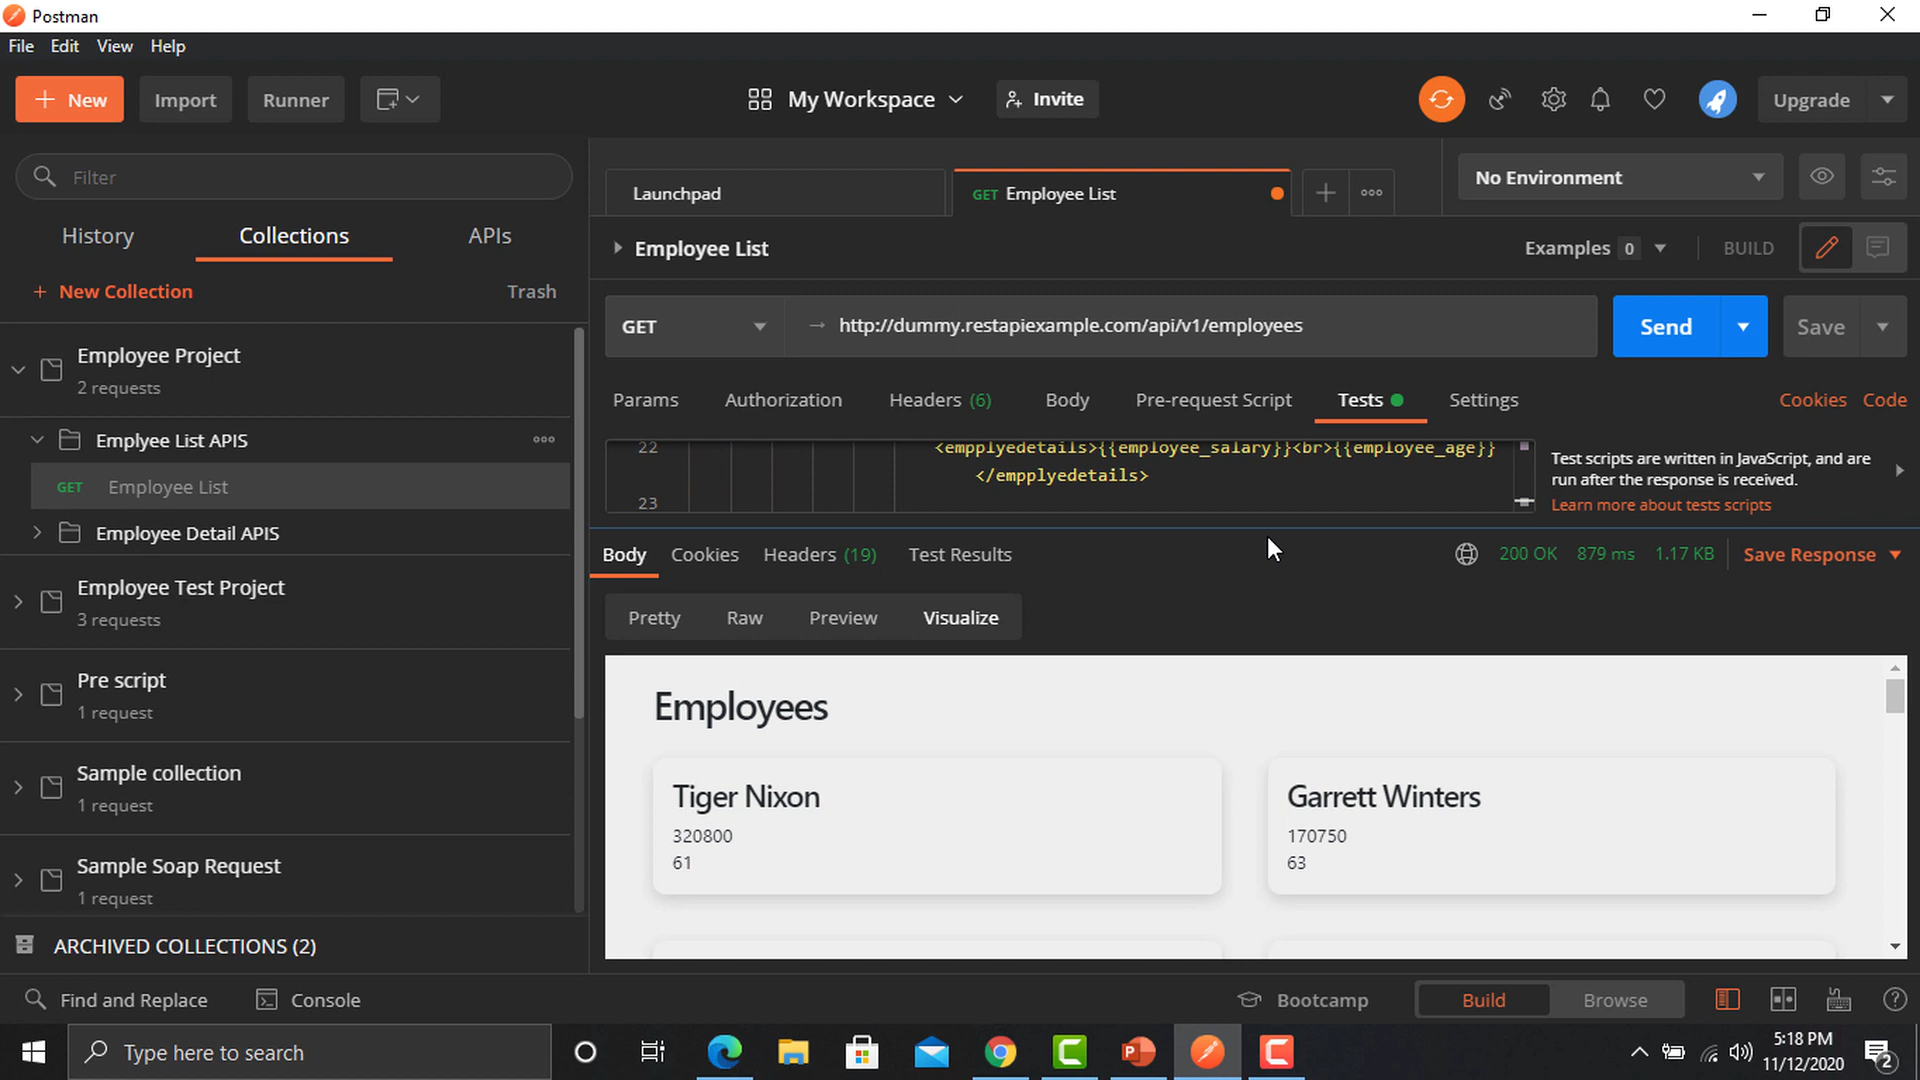 Postman
File Edit View Help
New Import Runner My Workspace Invite Upgrade
Filter
Launchpad GET Employee List No Environment
History Collections APIs
Employee List Examples 0 BUILD
+ New Collection Trash
GET http://dummy.restapiexample.com/api/v1/employees Send Save
Employee Project
2 requests
Params Authorization Headers (6) Body Pre-request Script Tests Settings Cookies Code
Emplyee List APIS
GET Employee List
Employee Detail APIS
22 <empplyedetails>{{employee_salary}}<br>{{employee_age}}
</empplyedetails>
23
Test scripts are written in JavaScript, and are
run after the response is received.
Learn more about tests scripts
Body Cookies Headers (19) Test Results 200 OK 879 ms 1.17 KB Save Response
Employee Test Project
3 requests
Pretty Raw Preview Visualize
Pre script
1 request
Employees
Sample collection
1 request
Tiger Nixon
320800
61
Garrett Winters
170750
63
Sample Soap Request
1 request
ARCHIVED COLLECTIONS (2)
Find and Replace Console Bootcamp Build Browse
Type here to search
5:18 PM
11/12/2020
2